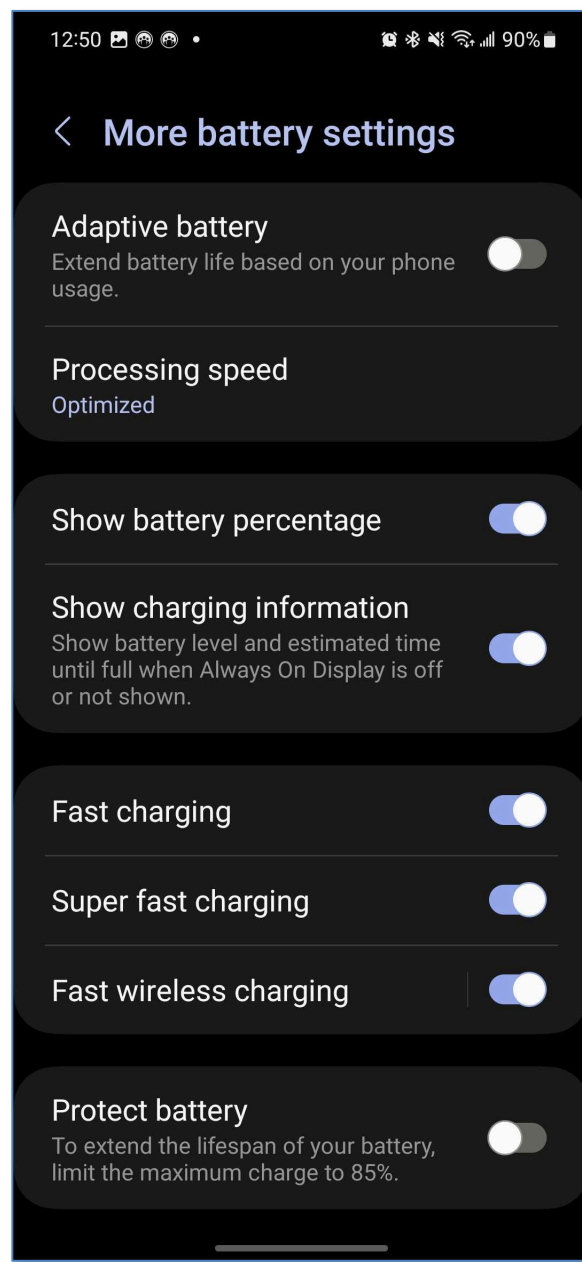 12:50 90%
More battery settings
Adaptive battery
Extend battery life based on your phone
usage.
Processing speed
Optimized
Show battery percentage
Show charging information
Show battery level and estimated time
until full when Always On Display is off
or not shown.
Fast charging
Super fast charging
Fast wireless charging
Protect battery
To extend the lifespan of your battery,
limit the maximum charge to 85%.